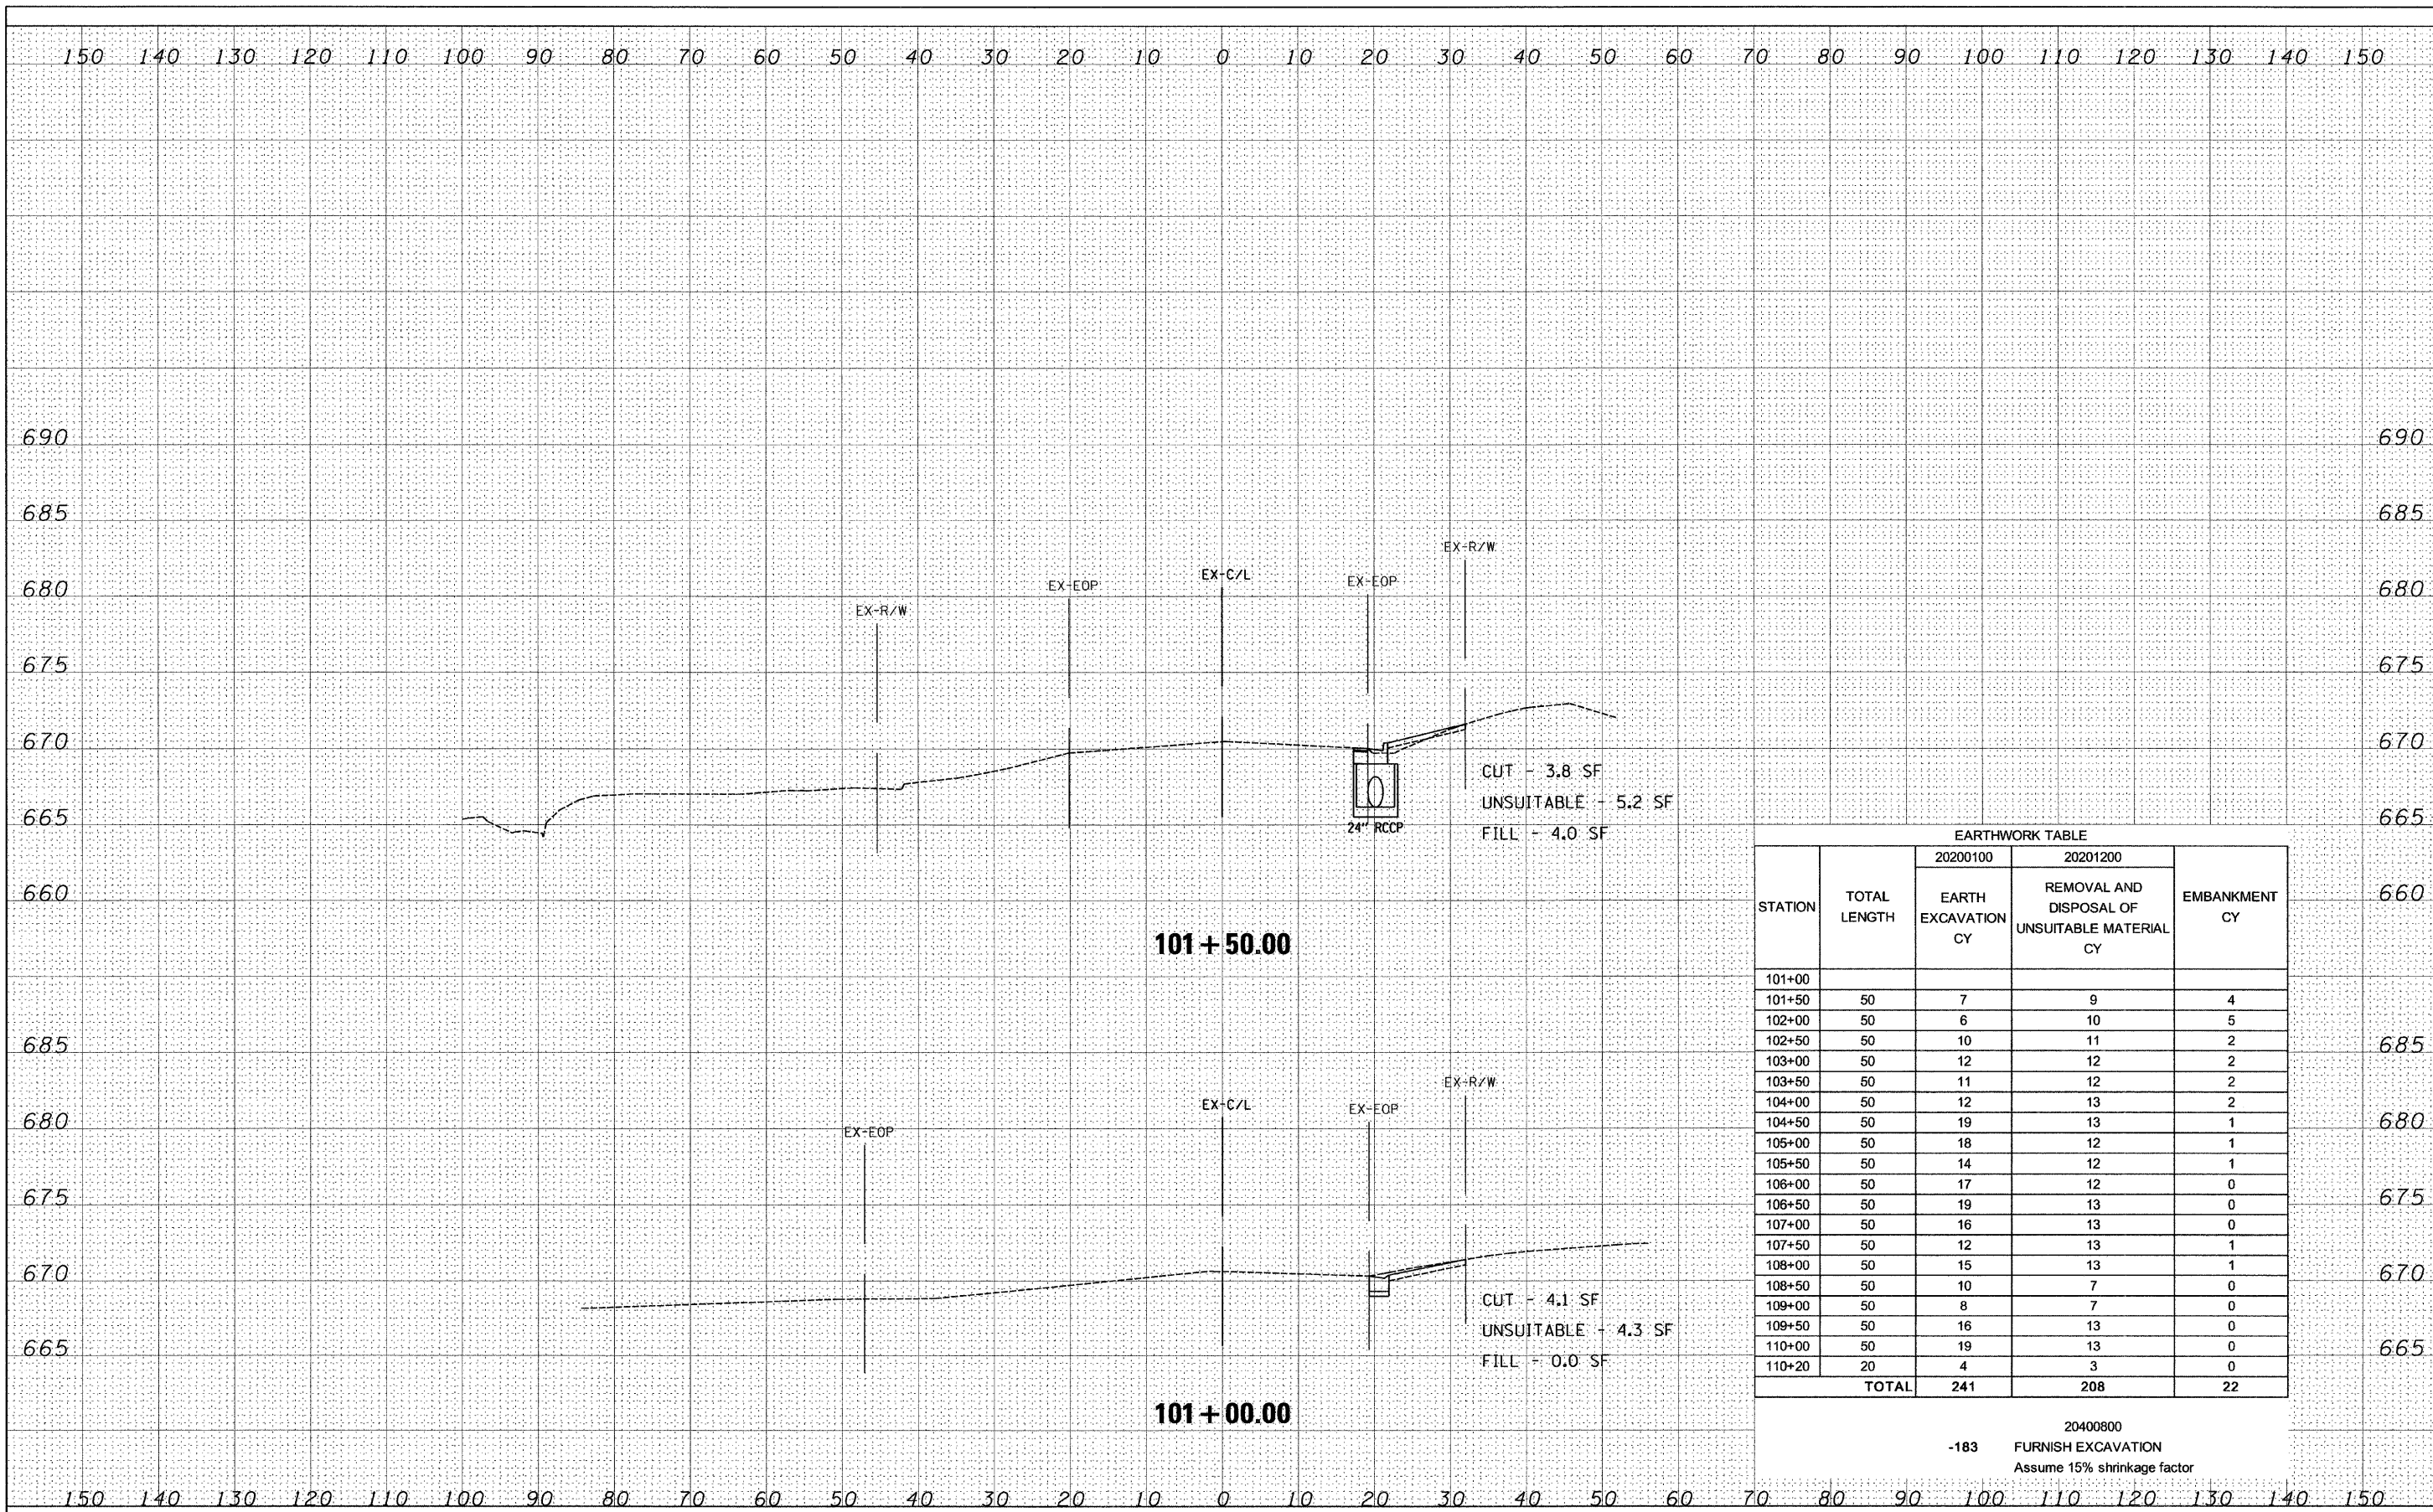 150 140 130 120 110 100 90 80 70 60 50 40 30 20 10 0 10 20 30 40 50 60 70 80 90 100 110 120 130 140 150
690 690
685 685
EX-R/W
EX-C/L
EX-EOP EX-EOP
680 680
EX-R/W
675 675
670 670
CUT - 3.8 SF
UNSUITABLE - 5.2 SF
665 665
24" RCCP
FILL - 4.0 SF
660 660
101+50.00
685 685
EX-R/W
EX-C/L
EX-EOP
680 680
EX-EOP
675 675
670 670
CUT - 4.1 SF
UNSUITABLE - 4.3 SF
665 665
FILL - 0.0 SF
101+00.00
EARTHWORK TABLE
20200100 20201200
STATION TOTAL LENGTH EARTH EXCAVATION CY REMOVAL AND DISPOSAL OF UNSUITABLE MATERIAL CY EMBANKMENT CY
101+00
101+50 50 7 9 4
102+00 50 6 10 5
102+50 50 10 11 2
103+00 50 12 12 2
103+50 50 11 12 2
104+00 50 12 13 2
104+50 50 19 13 1
105+00 50 18 12 1
105+50 50 14 12 1
106+00 50 17 12 0
106+50 50 19 13 0
107+00 50 16 13 0
107+50 50 12 13 1
108+00 50 15 13 1
108+50 50 10 7 0
109+00 50 8 7 0
109+50 50 16 13 0
110+00 50 19 13 0
110+20 20 4 3 0
TOTAL 241 208 22
20400800
-183 FURNISH EXCAVATION
Assume 15% shrinkage factor
150 140 130 120 110 100 90 80 70 60 50 40 30 20 10 0 10 20 30 40 50 60 70 80 90 100 110 120 130 140 150